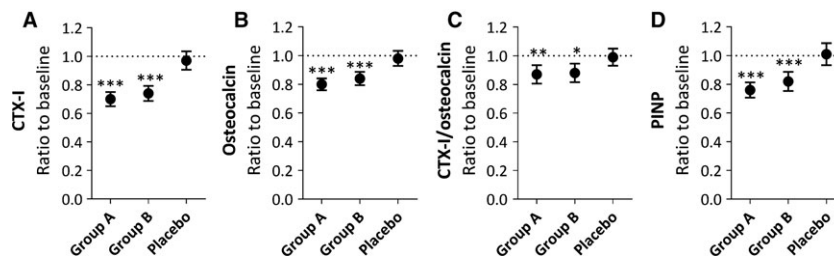 A
CTX-I
Ratio to baseline
1.2
1.0
0.8
0.6
0.4
0.2
0.0
***
***
Group A
Group B
Placebo
B
Osteocalcin
Ratio to baseline
1.2
1.0
0.8
0.6
0.4
0.2
0.0
***
***
Group A
Group B
Placebo
C
CTX-I/osteocalcin
Ratio to baseline
1.2
1.0
0.8
0.6
0.4
0.2
0.0
**
*
Group A
Group B
Placebo
D
PINP
Ratio to baseline
1.2
1.0
0.8
0.6
0.4
0.2
0.0
***
***
Group A
Group B
Placebo